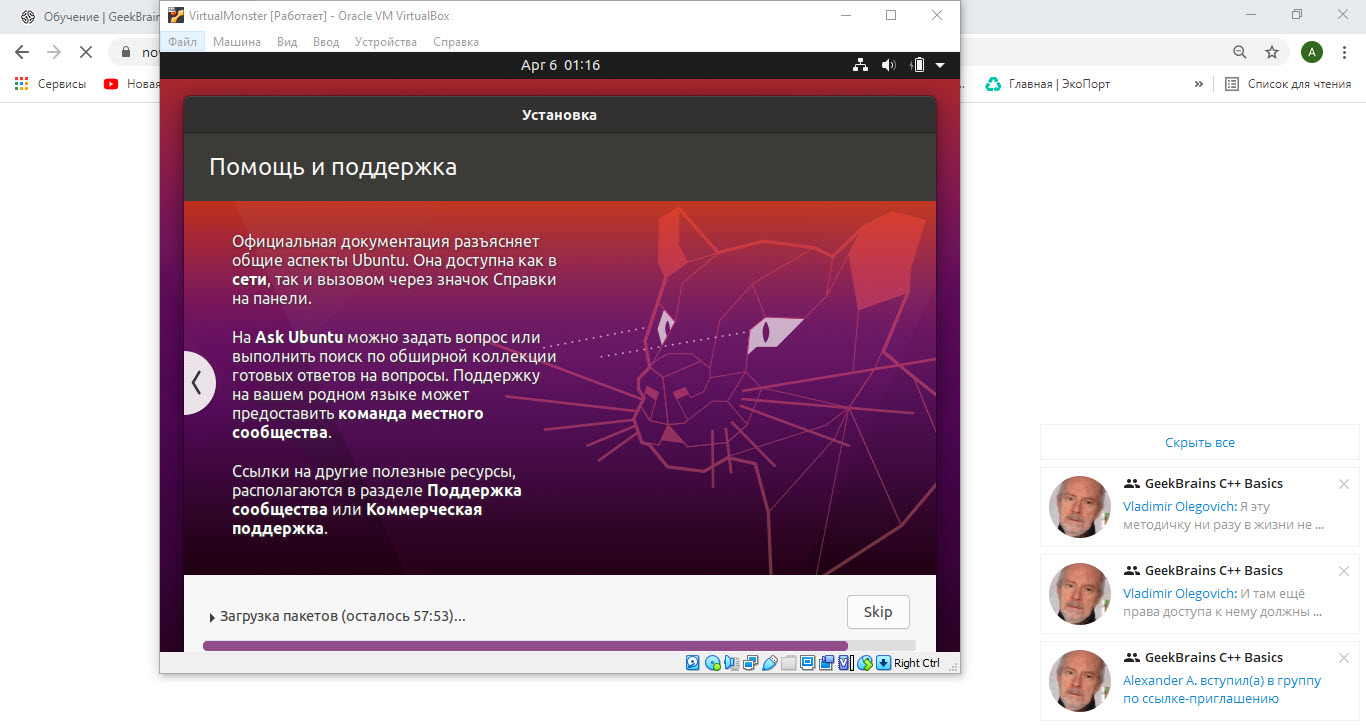 Обучение | GeekBrai
VirtualMonster [Работает] - Oracle VM VirtualBox
Файл Машина Вид Ввод Устройства Справка
no
A
Сервисы
Новая
Главная | ЭкоПорт
»
Список для чтения
Apr 6 01:16
Установка
Помощь и поддержка
Официальная документация разъясняет
общие аспекты Ubuntu. Она доступна как в
сети, так и вызовом через значок Справки
на панели.
На Ask Ubuntu можно задать вопрос или
выполнить поиск по обширной коллекции
готовых ответов на вопросы. Поддержку
на вашем родном языке может
предоставить команда местного
сообщества.
Ссылки на другие полезные ресурсы,
располагаются в разделе Поддержка
сообщества или Коммерческая
поддержка.
Загрузка пакетов (осталось 57:53)...
Skip
Right Ctrl
Скрыть все
GeekBrains C++ Basics
Vladimir Olegovich: Я эту
методичку ни разу в жизни не ...
GeekBrains C++ Basics
Vladimir Olegovich: И там ещё
права доступа к нему должны ...
GeekBrains C++ Basics
Alexander A. вступил(а) в группу
по ссылке-приглашению